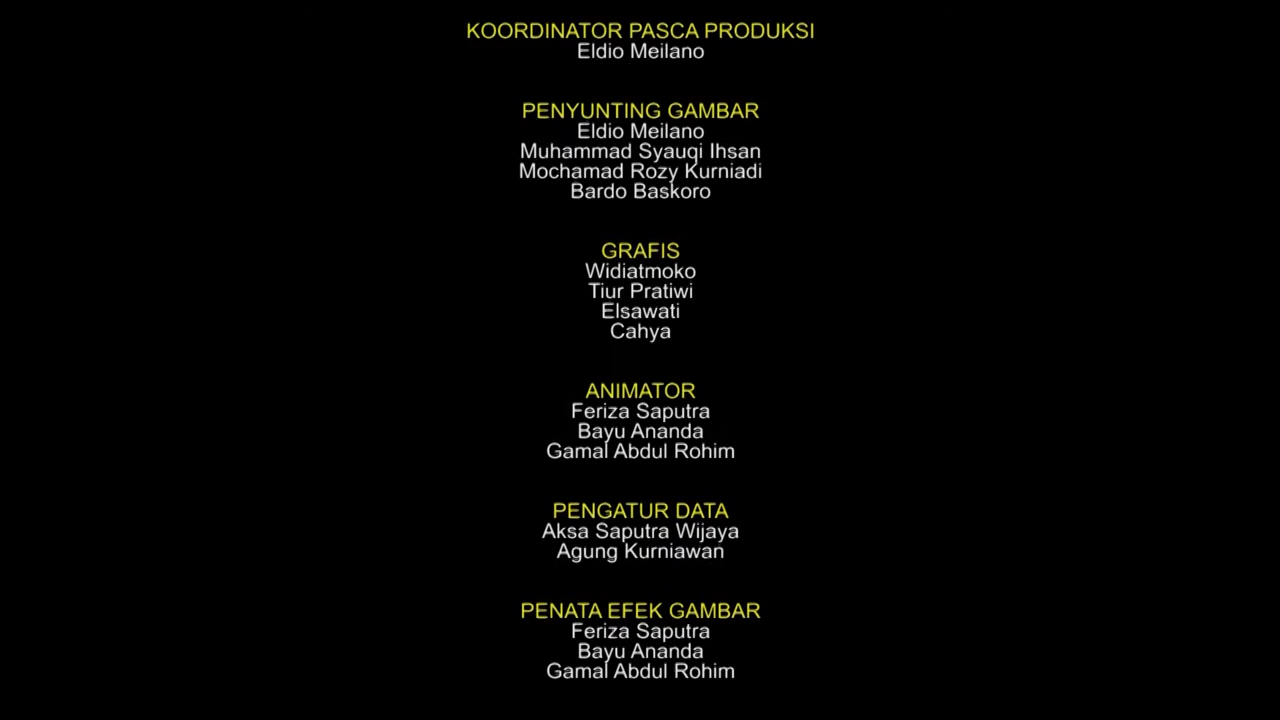 KOORDINATOR PASCA PRODUKSI
Eldio Meilano
PENYUNTING GAMBAR
Eldio Meilano
Muhammad Syauqi Ihsan
Mochamad Rozy Kurniadi
Bardo Baskoro
GRAFIS
Widiatmoko
Tiur Pratiwi
Elsawati
Cahya
ANIMATOR
Feriza Saputra
Bayu Ananda
Gamal Abdul Rohim
PENGATUR DATA
Aksa Saputra Wijaya
Agung Kurniawan
PENATA EFEK GAMBAR
Feriza Saputra
Bayu Ananda
Gamal Abdul Rohim